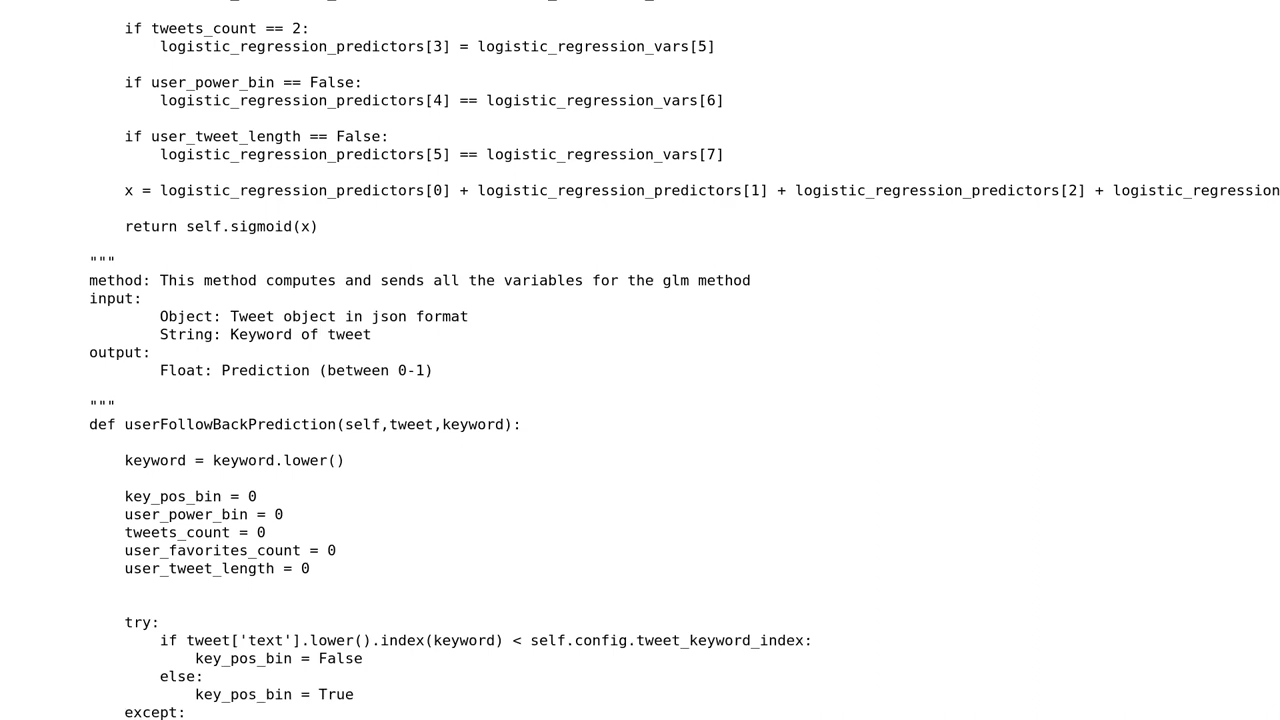 if tweets_count == 2:
logistic_regression_predictors[3] = logistic_regression_vars[5]
if user_power_bin == False:
logistic_regression_predictors[4] == logistic_regression_vars[6]
if user_tweet_length == False:
logistic_regression_predictors[5] == logistic_regression_vars[7]
x = logistic_regression_predictors[0] + logistic_regression_predictors[1] + logistic_regression_predictors[2] + logistic_regression
return self.sigmoid(x)
"""
method: This method computes and sends all the variables for the glm method
input:
Object: Tweet object in json format
String: Keyword of tweet
output:
Float: Prediction (between 0-1)
"""
def userFollowBackPrediction(self,tweet,keyword):
keyword = keyword.lower()
key_pos_bin = 0
user_power_bin = 0
tweets_count = 0
user_favorites_count = 0
user_tweet_length = 0
try:
if tweet['text'].lower().index(keyword) < self.config.tweet_keyword_index:
key_pos_bin = False
else:
key_pos_bin = True
except: